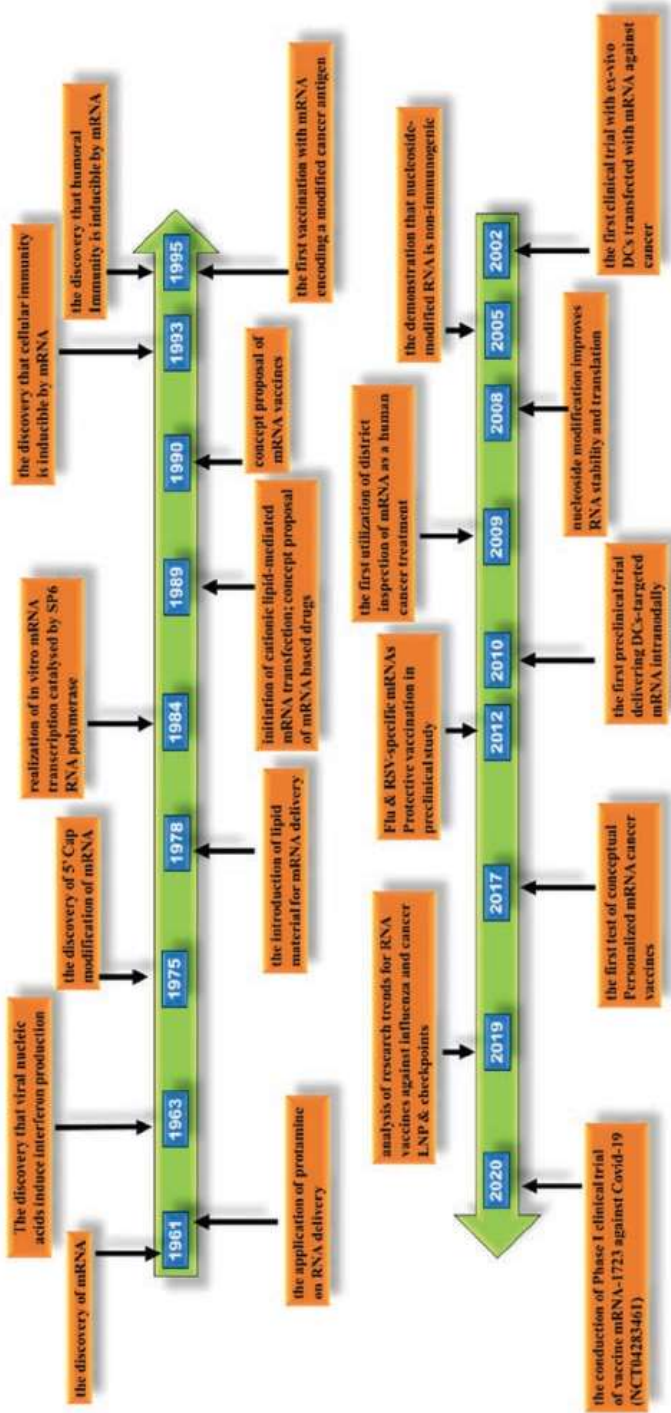 the discovery of mRNA
The discovery that viral nucleic
acids induce interferon production
the discovery of 5' Cap
modification of mRNA
realization of in vitro mRNA
transcription catalysed by SP6
RNA polymerase
the discovery that cellular immunity
is inducible by mRNA
the discovery that humoral
Immunity is inducible by mRNA
1961
1963
1975
1978
1984
1989
1990
1993
1995
the application of protamine
on RNA delivery
the introduction of lipid
material for mRNA delivery
initiation of cationic lipid-mediated
mRNA transfection; concept proposal
of mRNA based drugs
concept proposal of
mRNA vaccines
the first vaccination with mRNA
encoding a modified cancer antigen
analysis of research trends for RNA
vaccines against influenza and cancer
LNP & checkpoints
Flu & RSV-specific mRNAs
Protective vaccination in
preclinical study
the first utilization of district
inspection of mRNA as a human
cancer treatment
the demonstration that nucleoside-
modified RNA is non-immunogenic
2020
2019
2017
2012
2010
2009
2008
2005
2002
the conduction of Phase I clinical trial
of vaccine mRNA-1723 against Covid-19
(NCT04283461)
the first test of conceptual
Personalized mRNA cancer
vaccines
the first preclinical trial
delivering DCs-targeted
mRNA intranodally
nucleoside modification improves
RNA stability and translation
the first clinical trial with ex-vivo
DCs transfected with mRNA against
cancer